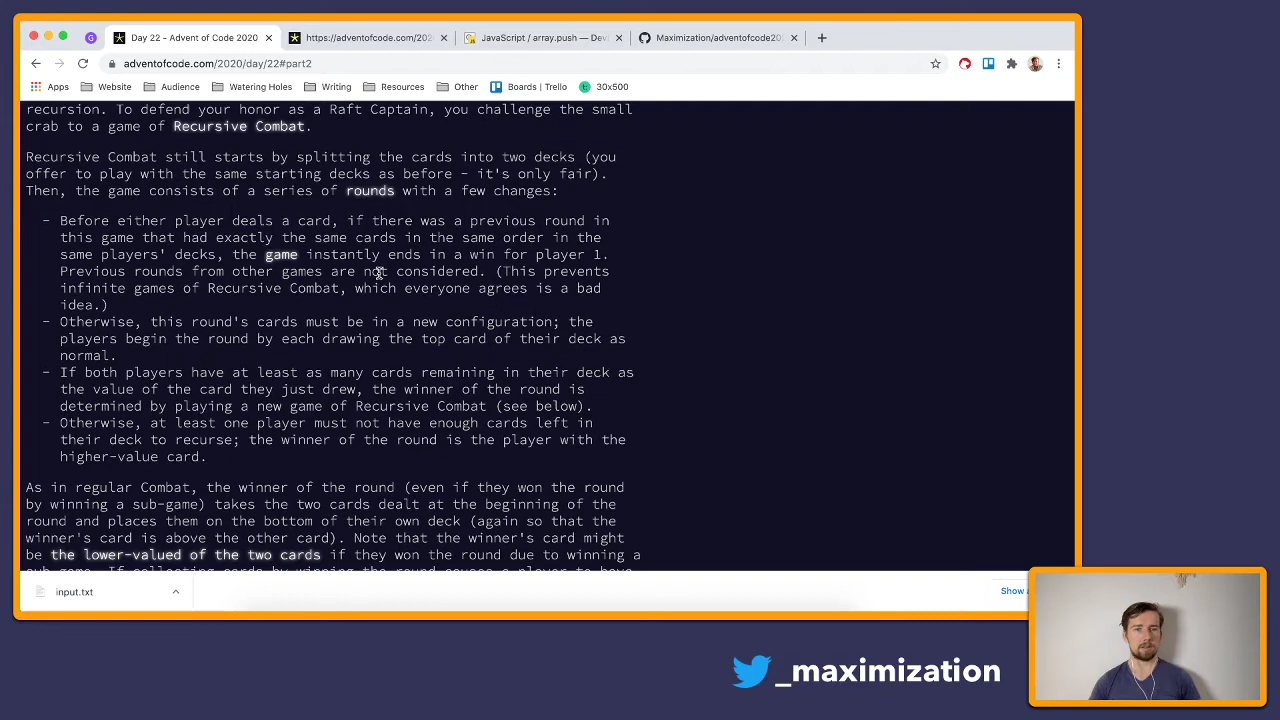 Day 22 - Advent of Code 2020
https://adventofcode.com/202
JavaScript / array.push — Dev
Maximization/adventofcode202
adventofcode.com/2020/day/22#part2
Apps Website Audience Watering Holes Resources Other Boards | Trello 30x500
recursion. To defend your honor as a Raft Captain, you challenge the small
crab to a game of Recursive Combat.
Recursive Combat still starts by splitting the cards into two decks (you
offer to play with the same starting decks as before - it's only fair).
Then, the game consists of a series of rounds with a few changes:
- Before either player deals a card, if there was a previous round in
this game that had exactly the same cards in the same order in the
same players' decks, the game instantly ends in a win for player 1.
Previous rounds from other games are not considered. (This prevents
infinite games of Recursive Combat, which everyone agrees is a bad
idea.)
- Otherwise, this round's cards must be in a new configuration; the
players begin the round by each drawing the top card of their deck as
normal.
- If both players have at least as many cards remaining in their deck as
the value of the card they just drew, the winner of the round is
determined by playing a new game of Recursive Combat (see below).
- Otherwise, at least one player must not have enough cards left in
their deck to recurse; the winner of the round is the player with the
higher-value card.
As in regular Combat, the winner of the round (even if they won the round
by winning a sub-game) takes the two cards dealt at the beginning of the
round and places them on the bottom of their own deck (again so that the
winner's card is above the other card). Note that the winner's card might
be the lower-valued of the two cards if they won the round due to winning a
sub-game. If collecting cards by winning the round causes a player to have
input.txt
Show a
_maximization